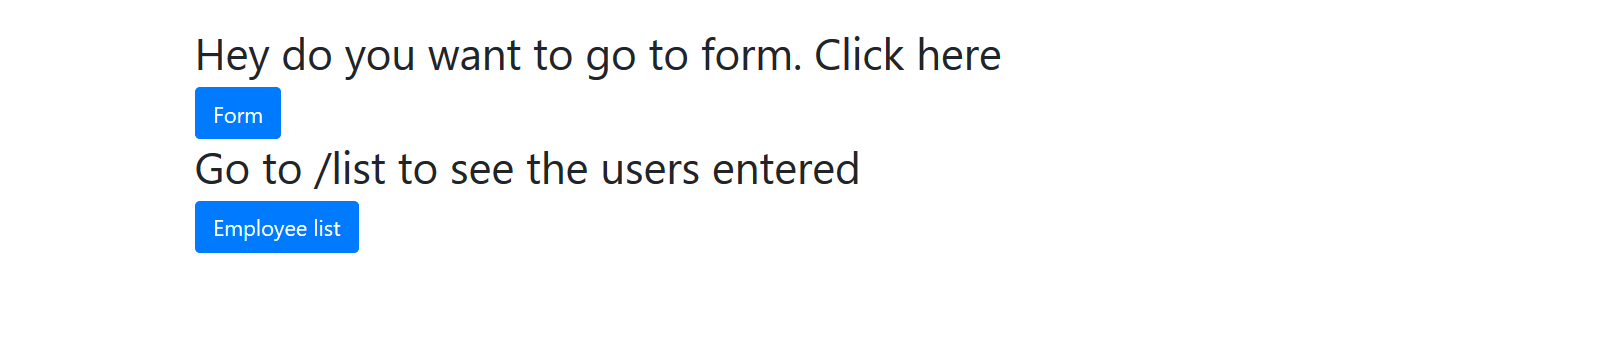 Hey do you want to go to form. Click here
Form
Go to /list to see the users entered
Employee list